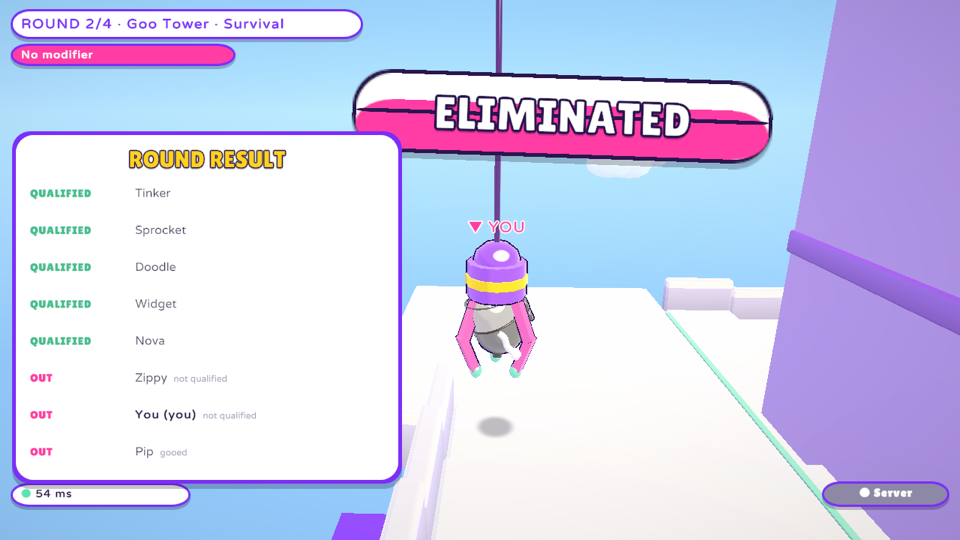 ROUND 2/4 · Goo Tower · Survival
No modifier
ELIMINATED
ROUND RESULT
QUALIFIED Tinker
QUALIFIED Sprocket
QUALIFIED Doodle
QUALIFIED Widget
QUALIFIED Nova
OUT Zippy not qualified
OUT You (you) not qualified
OUT Pip gooed
▼ YOU
54 ms
Server